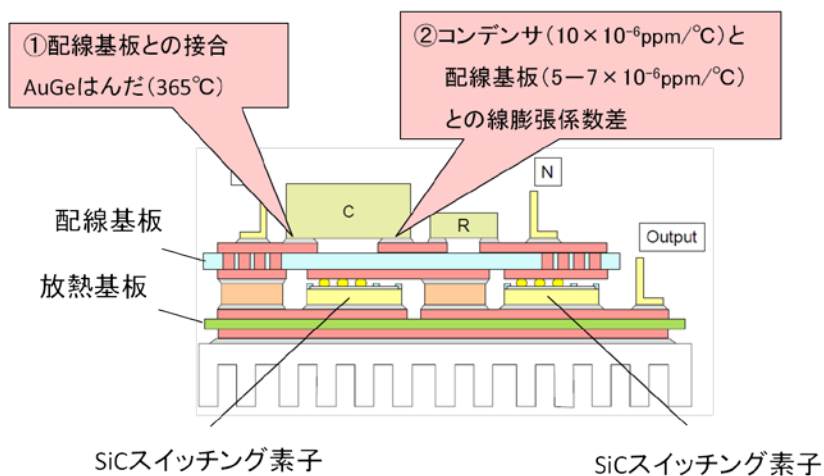 ①配線基板との接合
AuGeはんだ(365℃)
②コンデンサ(10×10⁻⁶ppm/℃)と
配線基板(5－7×10⁻⁶ppm/℃)
との線膨張係数差
C
R
N
Output
配線基板
放熱基板
SiCスイッチング素子
SiCスイッチング素子